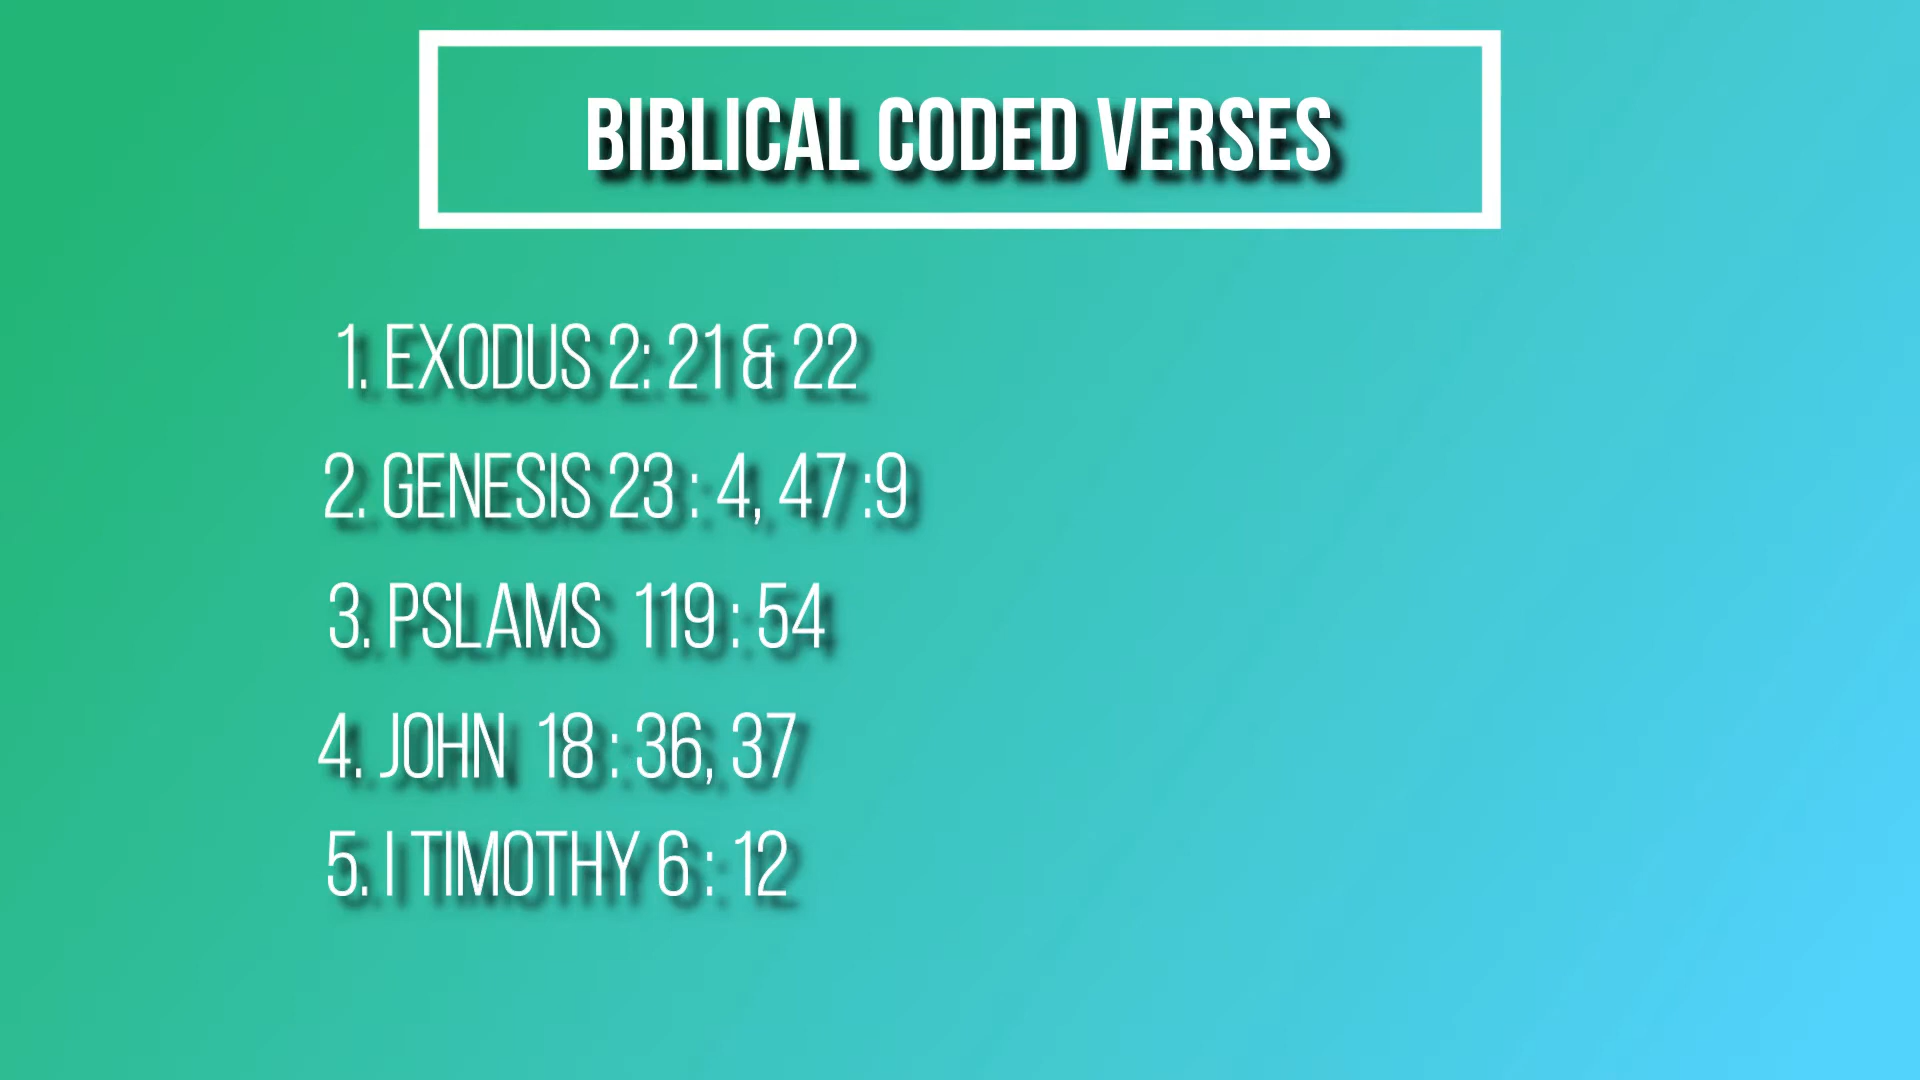 BIBLICAL CODED VERSES
1. EXODUS 2: 21 & 22
2. GENESIS 23 : 4, 47 :9
3. PSLAMS 119 : 54
4. JOHN 18 : 36, 37
5. I TIMOTHY 6 : 12